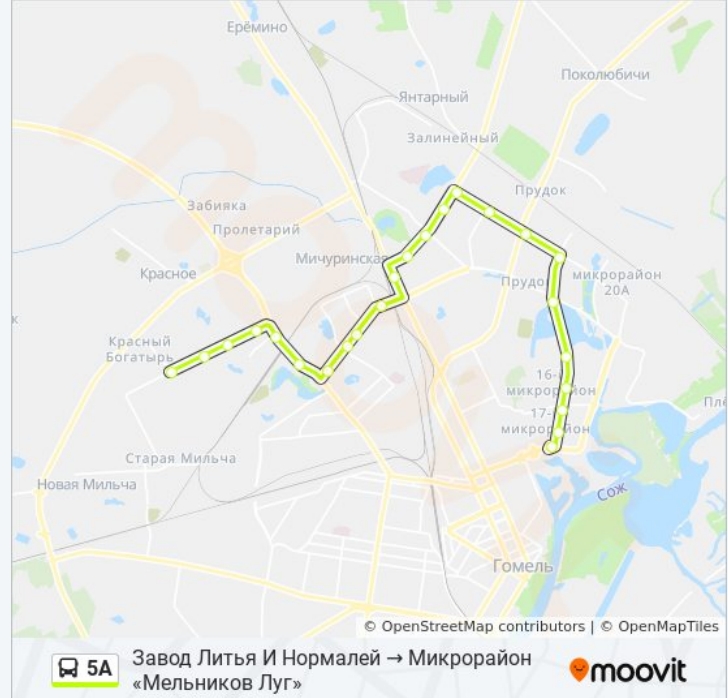 Ерёмино
Поколюбичи
Янтарный
Залинейный
Прудок
Забияка
Пролетарий
Мичуринская
Красное
Прудок
микрорайон
20А
Красный
Богатырь
16-й
микрорайон
17-й
микрорайон
Старая Мильча
Новая Мильча
Сож
Гомель
© OpenStreetMap contributors | © OpenMapTiles
5А Завод Литья И Нормалей → Микрорайон
«Мельников Луг»
moovit